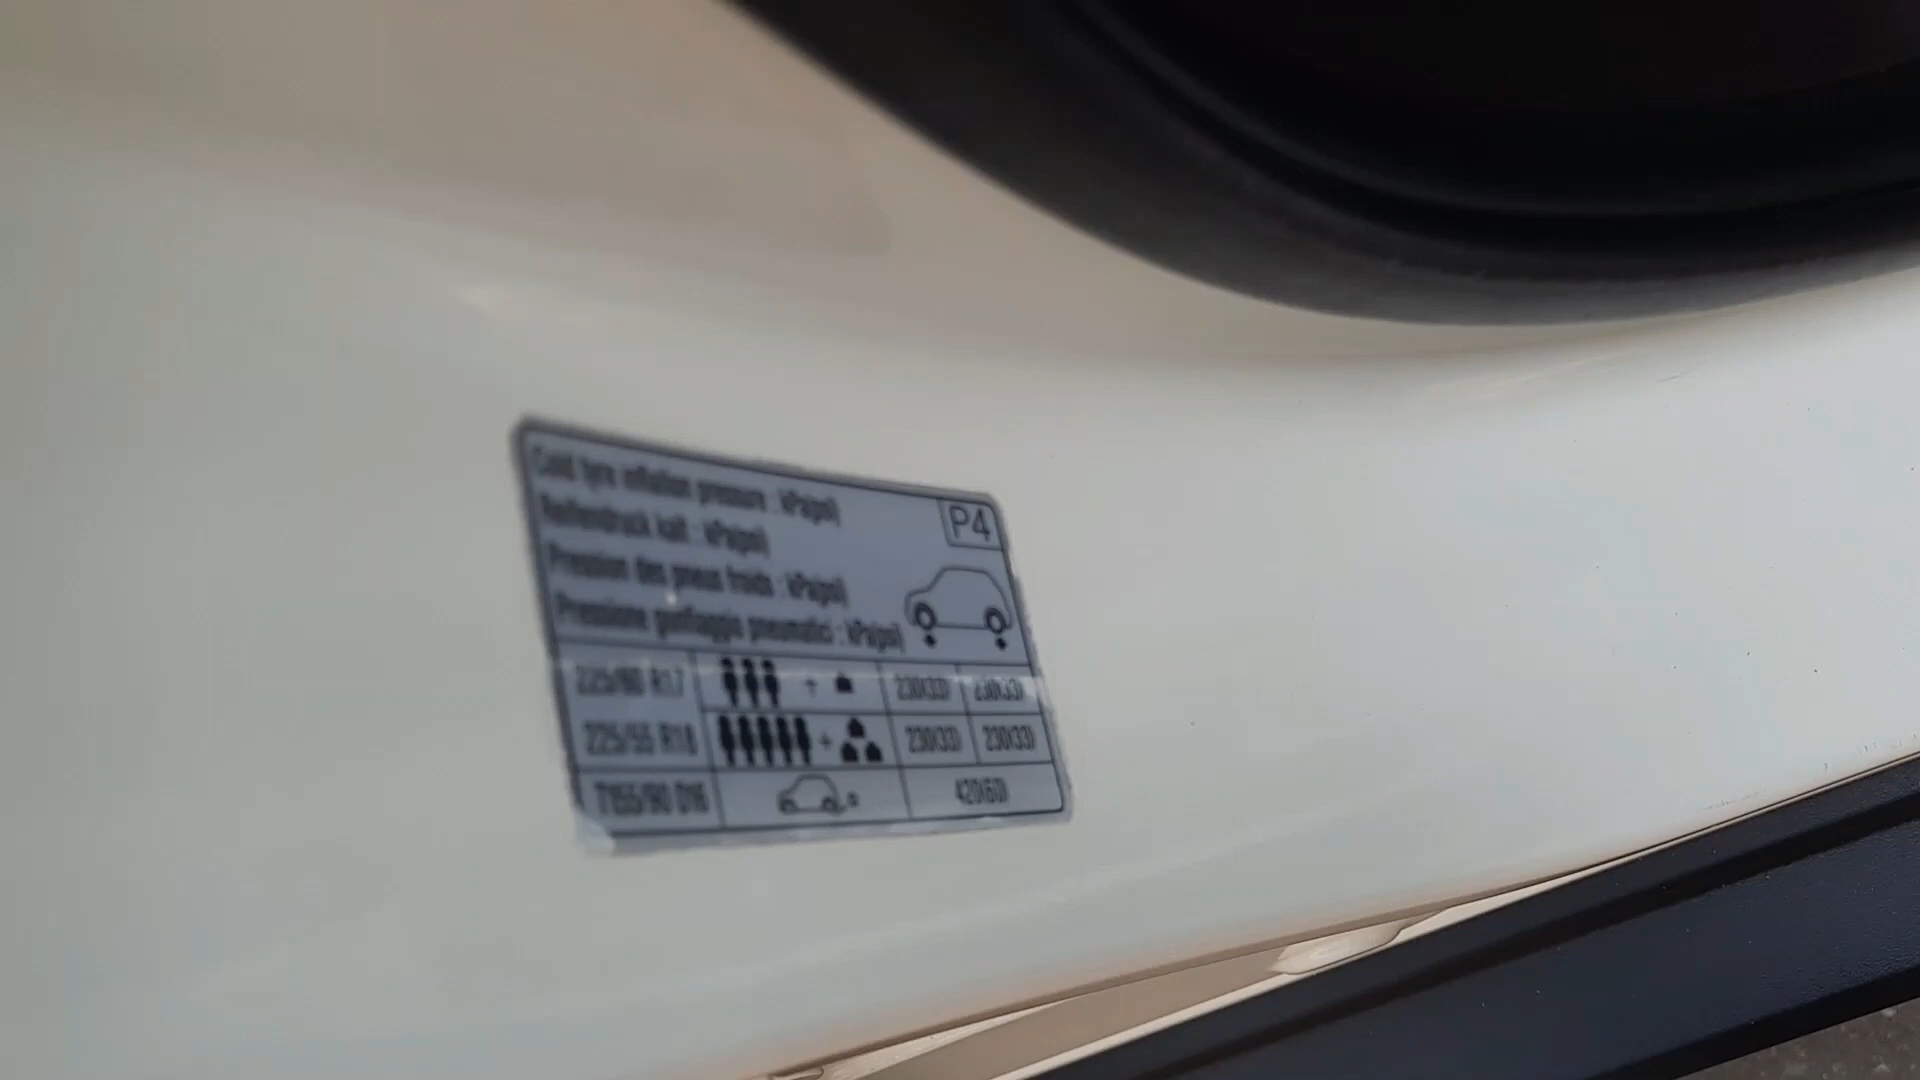 Cold tyre inflation pressure : kPa(psi)
P4
Reifendruck kalt : kPa(psi)
Pression des pneus froids : kPa(psi)
Pressione gonfiaggio pneumatici : kPa(psi)
225/60 R17 + 230(33) 230(33)
225/55 R18 + 230(33) 230(33)
T155/90 D16 420(60)